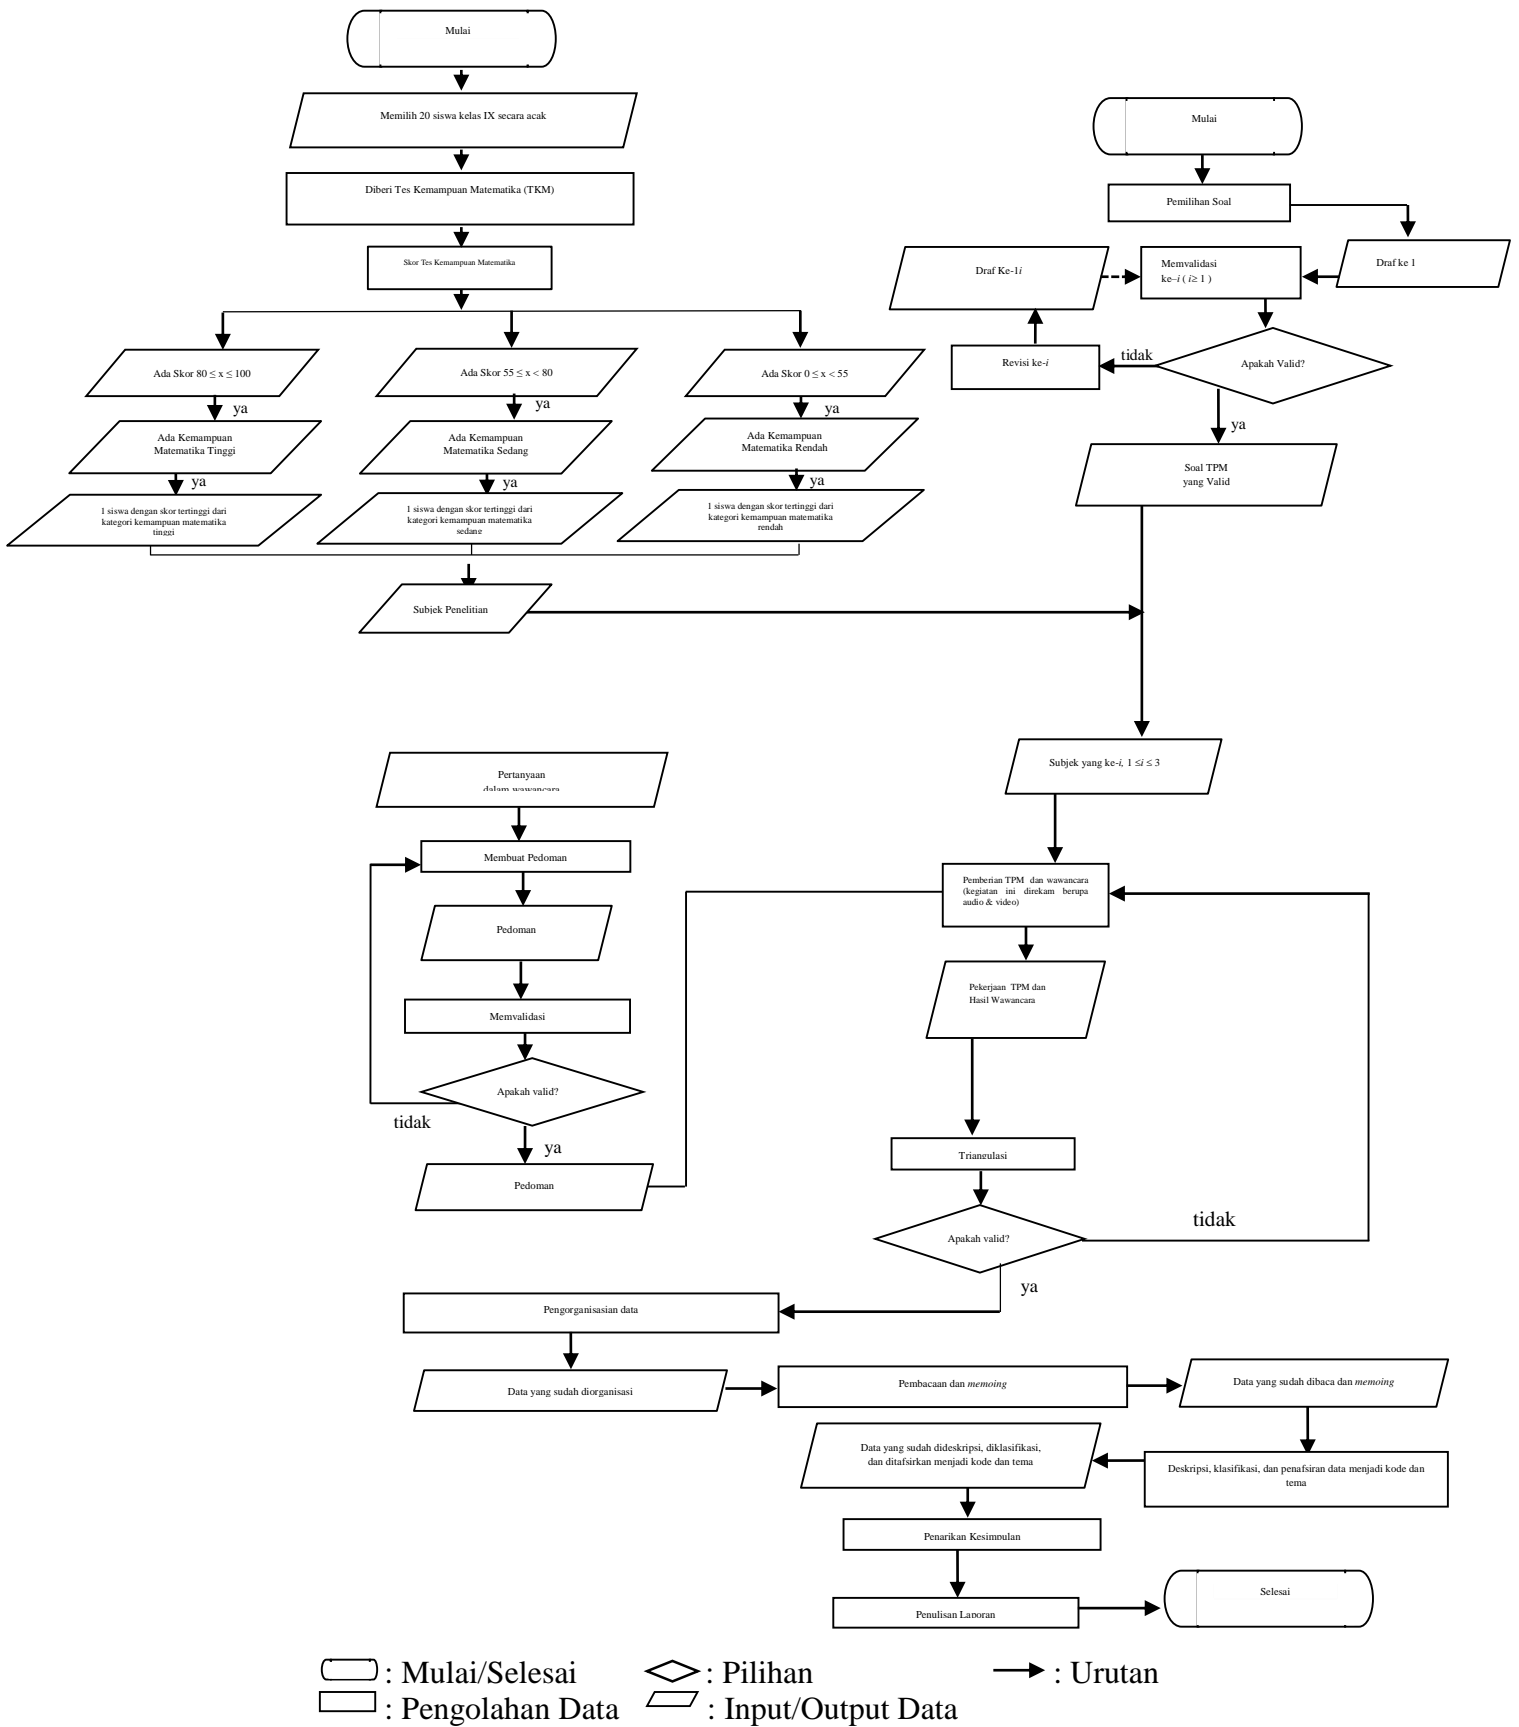 Mulai
Memilih 20 siswa kelas IX secara acak
Diberi Tes Kemampuan Matematika (TKM)
Skor Tes Kemampuan Matematika
Ada Skor 80 ≤ x ≤ 100
Ada Skor 55 ≤ x < 80
Ada Skor 0 ≤ x < 55
ya
ya
ya
Ada Kemampuan
Matematika Tinggi
Ada Kemampuan
Matematika Sedang
Ada Kemampuan
Matematika Rendah
ya
ya
ya
1 siswa dengan skor tertinggi dari
kategori kemampuan matematika
tinggi
1 siswa dengan skor tertinggi dari
kategori kemampuan matematika
sedang
1 siswa dengan skor tertinggi dari
kategori kemampuan matematika
rendah
Subjek Penelitian
Mulai
Pemilihan Soal
Draf ke 1
Memvalidasi
ke–i ( i≥ 1 )
Draf Ke-1i
Apakah Valid?
tidak
Revisi ke-i
ya
Soal TPM
yang Valid
Subjek yang ke-i, 1 ≤i ≤ 3
Pertanyaan
dalam wawancara
Membuat Pedoman
Pedoman
Memvalidasi
Apakah valid?
tidak
ya
Pedoman
Pemberian TPM dan wawancara
(kegiatan ini direkam berupa
audio & video)
Pekerjaan TPM dan
Hasil Wawancara
Triangulasi
Apakah valid?
tidak
ya
Pengorganisasian data
Data yang sudah diorganisasi
Pembacaan dan memoing
Data yang sudah dibaca dan memoing
Deskripsi, klasifikasi, dan penafsiran data menjadi kode dan
tema
Data yang sudah dideskripsi, diklasifikasi,
dan ditafsirkan menjadi kode dan tema
Penarikan Kesimpulan
Penulisan Laporan
Selesai
: Mulai/Selesai
: Pilihan
: Urutan
: Pengolahan Data
: Input/Output Data